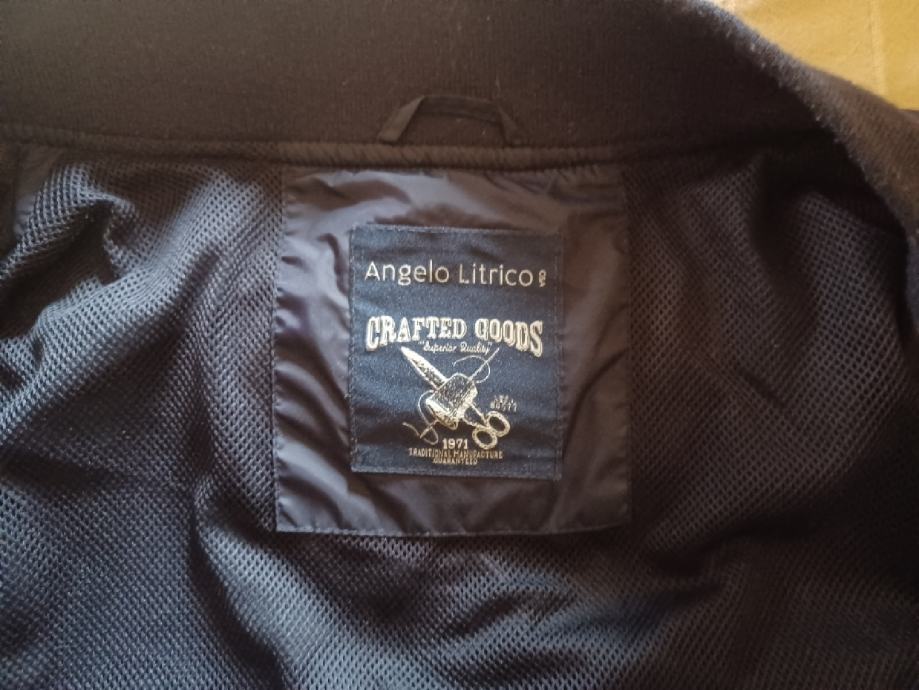 Angelo Litrico
CRAFTED GOODS
"Superior Quality"
1971
TRADITIONAL MANUFACTURE
GUARANTEED